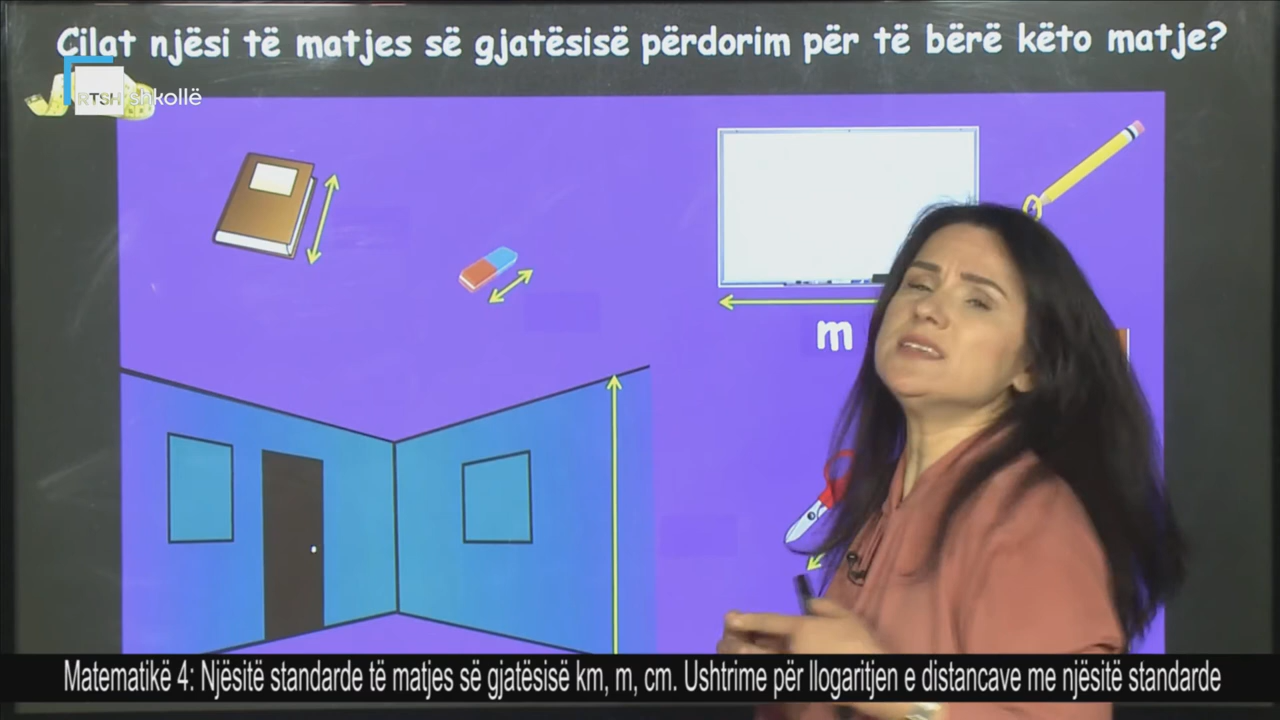 Cilat njësi të matjes së gjatësisë përdorim për të bërë këto matje?
RTSH shkollë
m
Matematikë 4: Njësitë standarde të matjes së gjatësisë km, m, cm. Ushtrime për llogaritjen e distancave me njësitë standarde